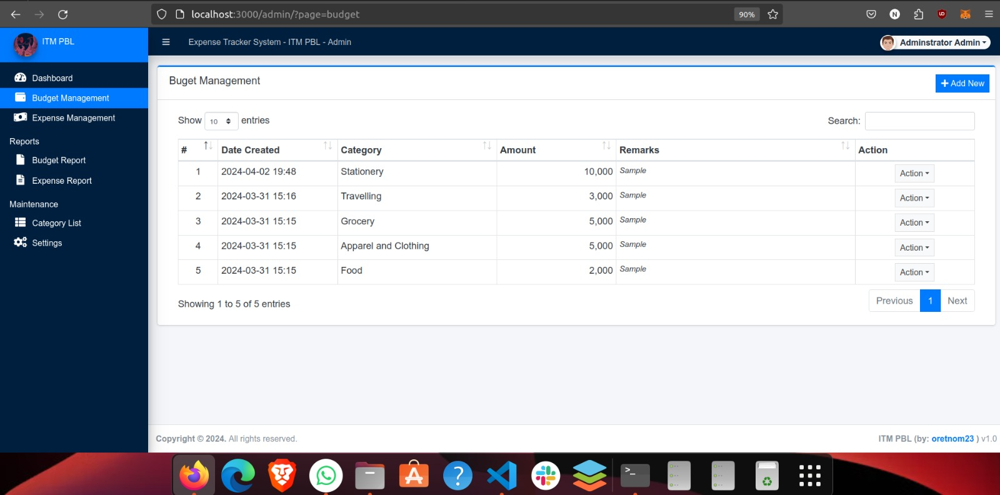 localhost:3000/admin/?page=budget
90%
N
ITM PBL
Expense Tracker System - ITM PBL - Admin
Adminstrator Admin
Dashboard
Budget Management
Expense Management
Reports
Budget Report
Expense Report
Maintenance
Category List
Settings
Buget Management
Add New
Show 10 entries
Search:
# Date Created Category Amount Remarks Action
1 2024-04-02 19:48 Stationery 10,000 Sample Action
2 2024-03-31 15:16 Travelling 3,000 Sample Action
3 2024-03-31 15:15 Grocery 5,000 Sample Action
4 2024-03-31 15:15 Apparel and Clothing 5,000 Sample Action
5 2024-03-31 15:15 Food 2,000 Sample Action
Showing 1 to 5 of 5 entries
Previous 1 Next
Copyright © 2024. All rights reserved.
ITM PBL (by: oretnom23 ) v1.0